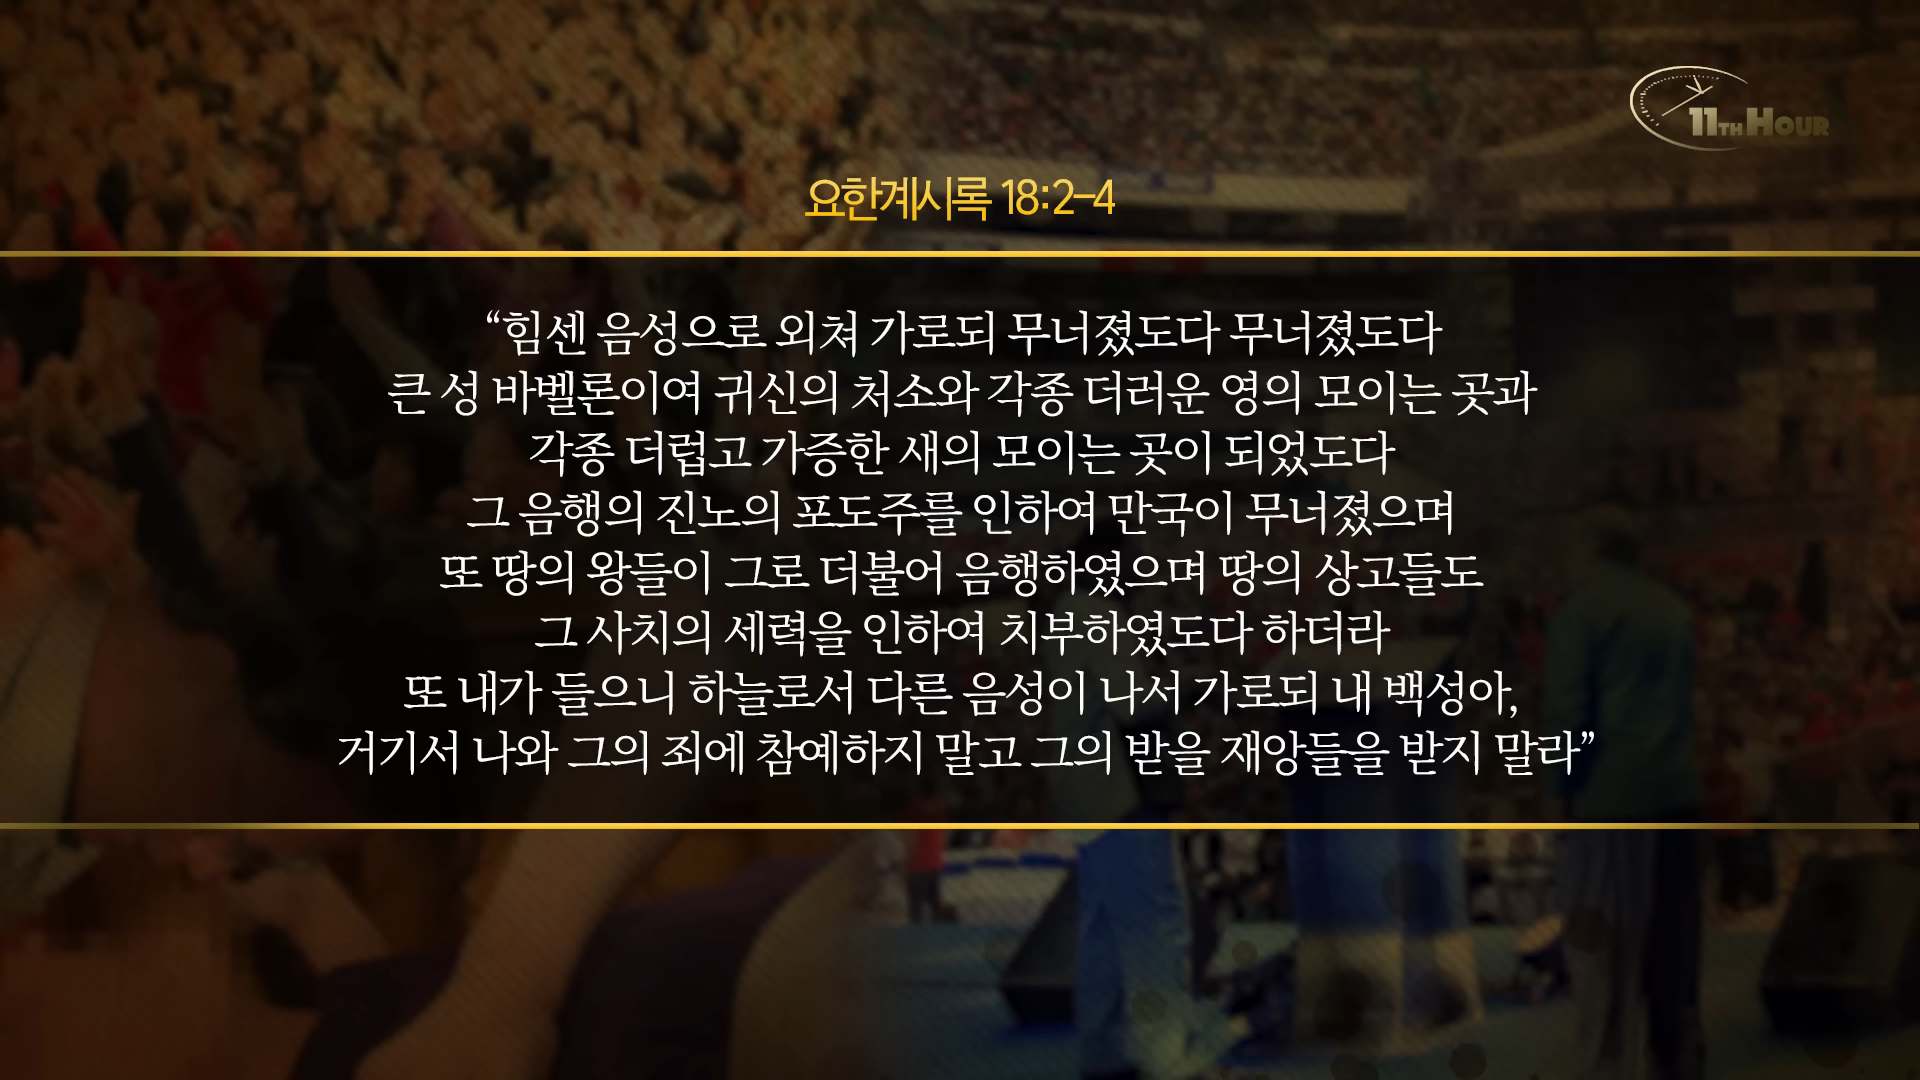 11TH HOUR
요한계시록 18:2–4
“힘센 음성으로 외쳐 가로되 무너졌도다 무너졌도다
큰 성 바벨론이여 귀신의 처소와 각종 더러운 영의 모이는 곳과
각종 더럽고 가증한 새의 모이는 곳이 되었도다
그 음행의 진노의 포도주를 인하여 만국이 무너졌으며
또 땅의 왕들이 그로 더불어 음행하였으며 땅의 상고들도
그 사치의 세력을 인하여 치부하였도다 하더라
또 내가 들으니 하늘로서 다른 음성이 나서 가로되 내 백성아,
거기서 나와 그의 죄에 참예하지 말고 그의 받을 재앙들을 받지 말라”